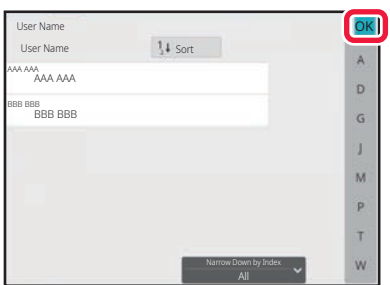 User Name
OK
User Name
Sort
A
AAA AAA
AAA AAA
D
BBB BBB
BBB BBB
G
J
M
P
T
Narrow Down by Index
W
All